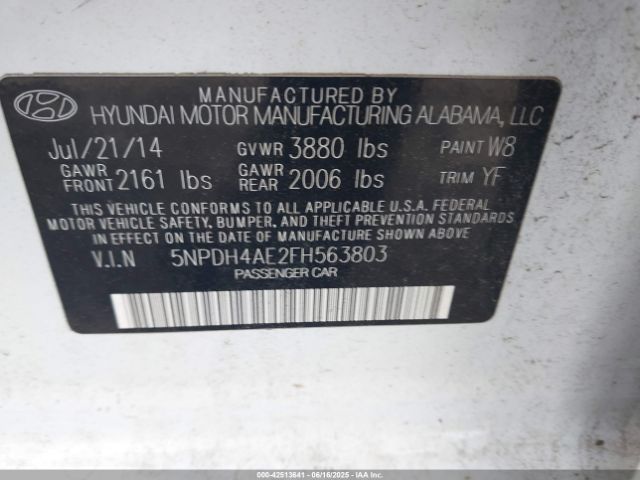 MANUFACTURED BY
HYUNDAI MOTOR MANUFACTURING ALABAMA, LLC
Jul/21/14 GVWR 3880 lbs PAINT W8
GAWR FRONT 2161 lbs GAWR REAR 2006 lbs TRIM YF
THIS VEHICLE CONFORMS TO ALL APPLICABLE U.S.A. FEDERAL
MOTOR VEHICLE SAFETY, BUMPER, AND THEFT PREVENTION STANDARDS
IN EFFECT ON THE DATE OF MANUFACTURE SHOWN ABOVE.
V.I.N 5NPDH4AE2FH563803
PASSENGER CAR
000-42513641 - 06/16/2025 - IAAI.COM